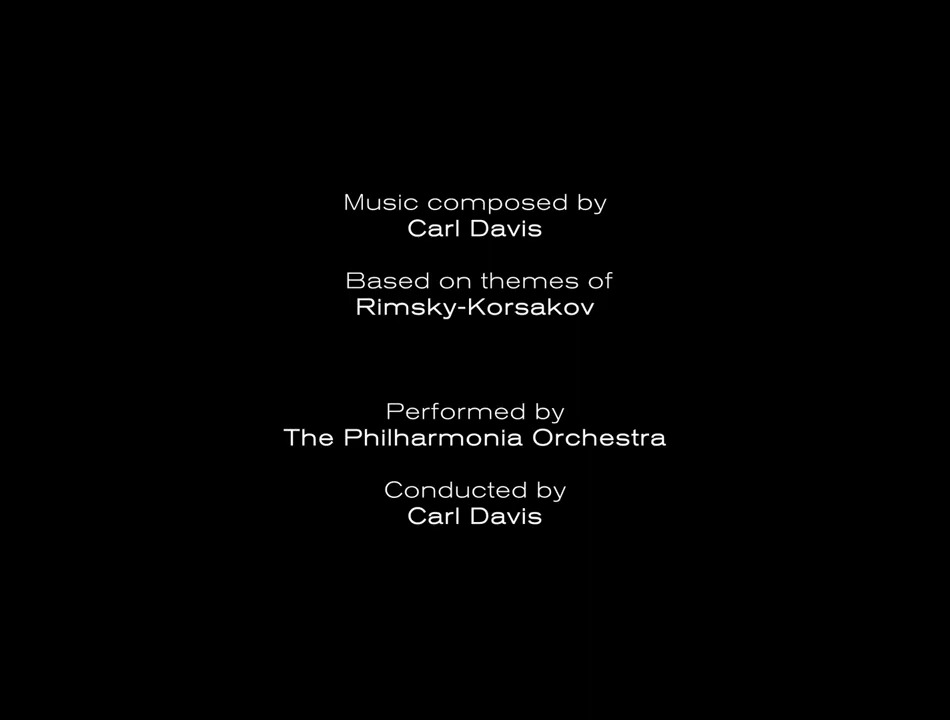 Music composed by
Carl Davis
Based on themes of
Rimsky-Korsakov
Performed by
The Philharmonia Orchestra
Conducted by
Carl Davis